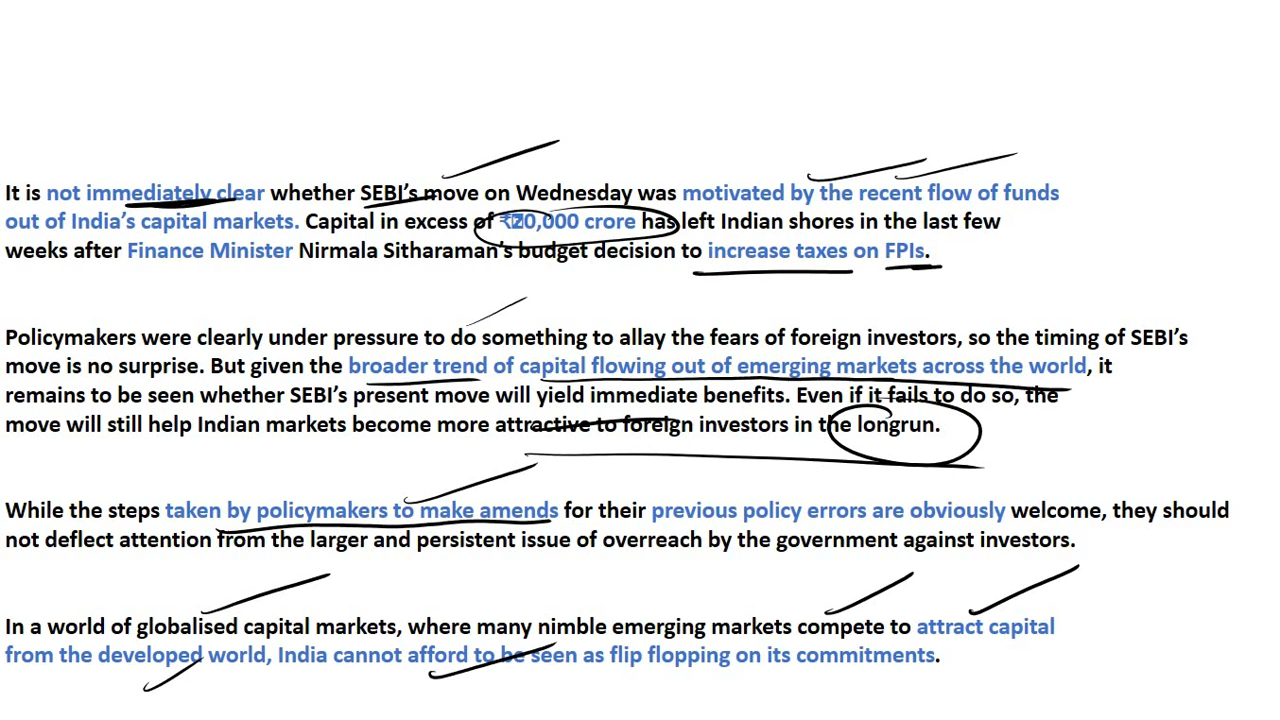 It is not immediately clear whether SEBI's move on Wednesday was motivated by the recent flow of funds
out of India's capital markets. Capital in excess of ₹20,000 crore has left Indian shores in the last few
weeks after Finance Minister Nirmala Sitharaman's budget decision to increase taxes on FPIs.
Policymakers were clearly under pressure to do something to allay the fears of foreign investors, so the timing of SEBI's
move is no surprise. But given the broader trend of capital flowing out of emerging markets across the world, it
remains to be seen whether SEBI's present move will yield immediate benefits. Even if it fails to do so, the
move will still help Indian markets become more attractive to foreign investors in the longrun.
While the steps taken by policymakers to make amends for their previous policy errors are obviously welcome, they should
not deflect attention from the larger and persistent issue of overreach by the government against investors.
In a world of globalised capital markets, where many nimble emerging markets compete to attract capital
from the developed world, India cannot afford to be seen as flip flopping on its commitments.